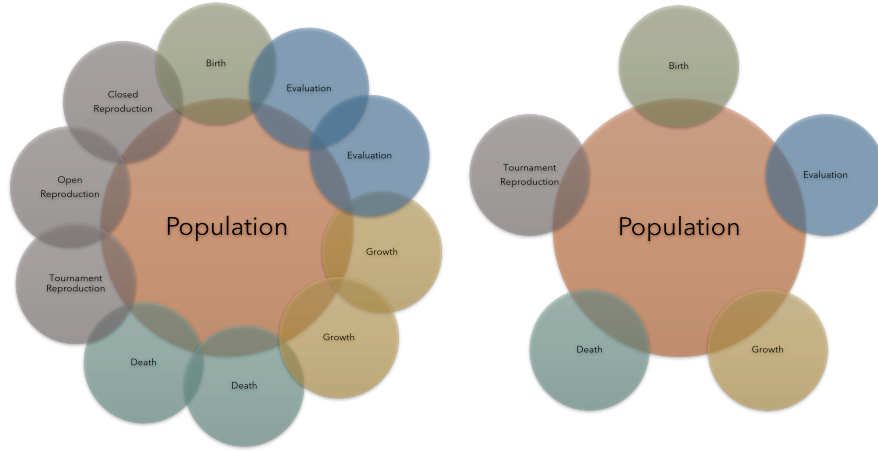 Birth
Evaluation
Closed
Reproduction
Evaluation
Open
Reproduction
Population
Growth
Tournament
Reproduction
Growth
Death
Death
Birth
Tournament
Reproduction
Evaluation
Population
Death
Growth